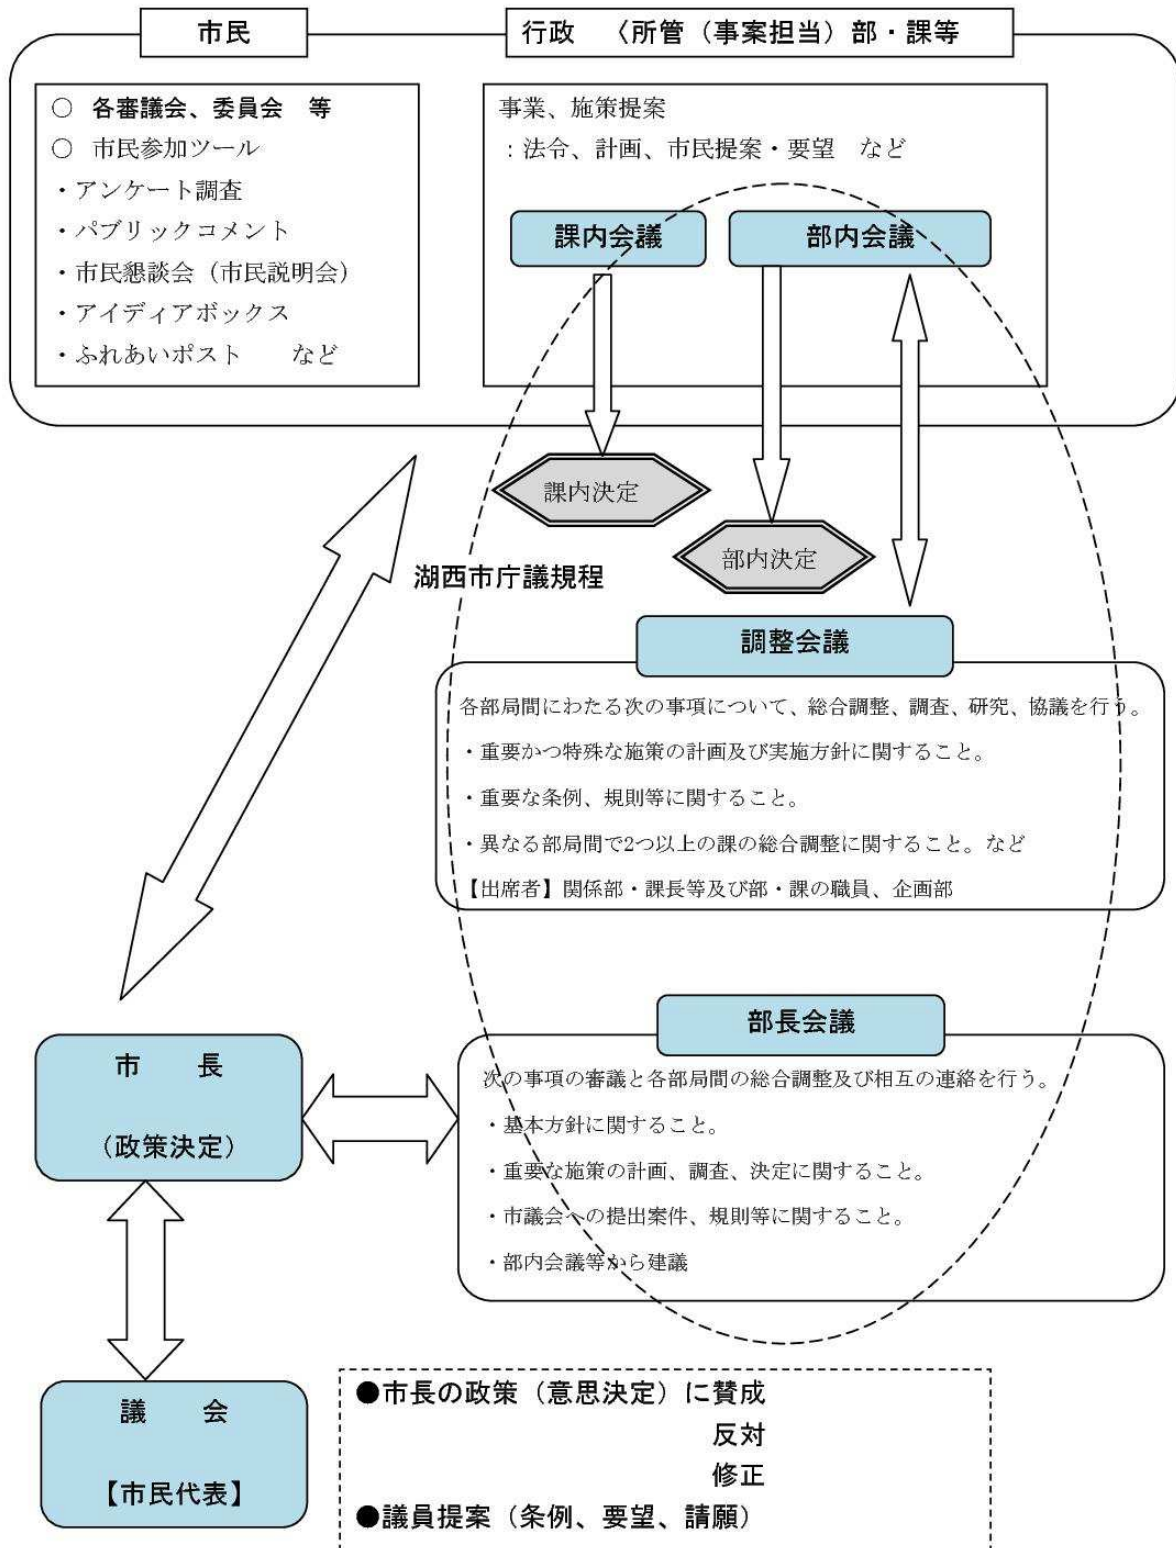 市民
行政　〈所管（事案担当）部・課等
○　各審議会、委員会　等
○　市民参加ツール
・アンケート調査
・パブリックコメント
・市民懇談会（市民説明会）
・アイディアボックス
・ふれあいポスト　　など
事業、施策提案
：法令、計画、市民提案・要望　など
課内会議
部内会議
課内決定
部内決定
湖西市庁議規程
調整会議
各部局間にわたる次の事項について、総合調整、調査、研究、協議を行う。
・重要かつ特殊な施策の計画及び実施方針に関すること。
・重要な条例、規則等に関すること。
・異なる部局間で2つ以上の課の総合調整に関すること。など
【出席者】関係部・課長等及び部・課の職員、企画部
部長会議
次の事項の審議と各部局間の総合調整及び相互の連絡を行う。
・基本方針に関すること。
・重要な施策の計画、調査、決定に関すること。
・市議会への提出案件、規則等に関すること。
・部内会議等から建議
市　　長
（政策決定）
議　　会
【市民代表】
●市長の政策（意思決定）に賛成
反対
修正
●議員提案（条例、要望、請願）